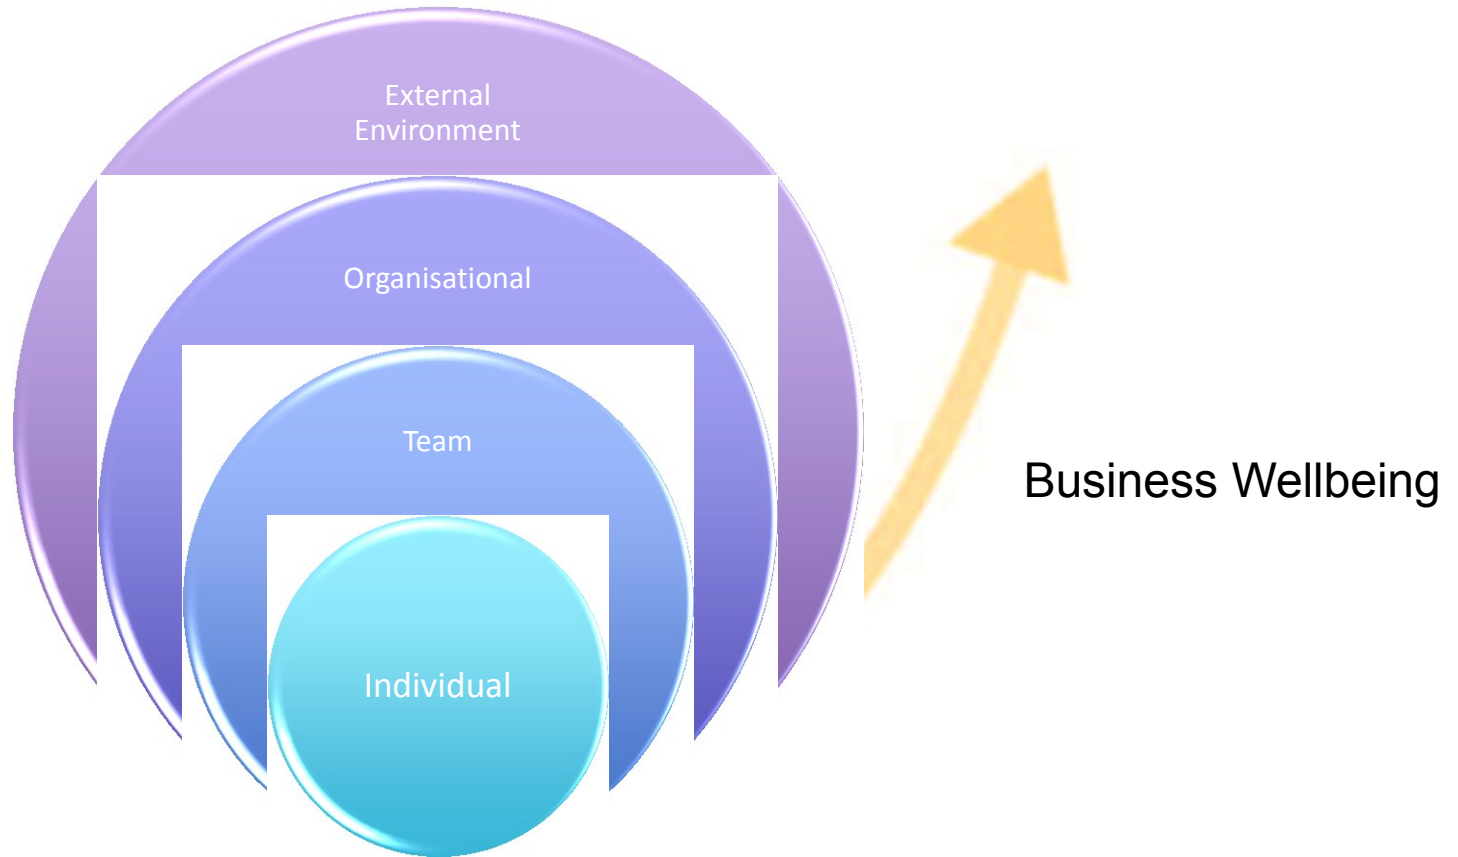 External
Environment
Organisational
Team
Individual
Business Wellbeing